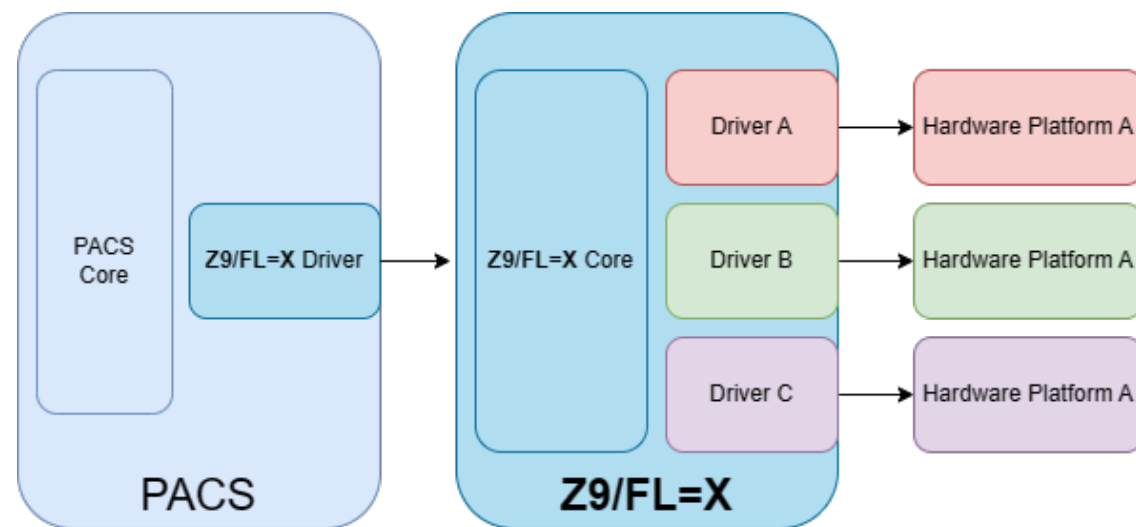 PACS
Core
Z9/FL=X Driver
PACS
Z9/FL=X Core
Driver A
Driver B
Driver C
Z9/FL=X
Hardware Platform A
Hardware Platform A
Hardware Platform A